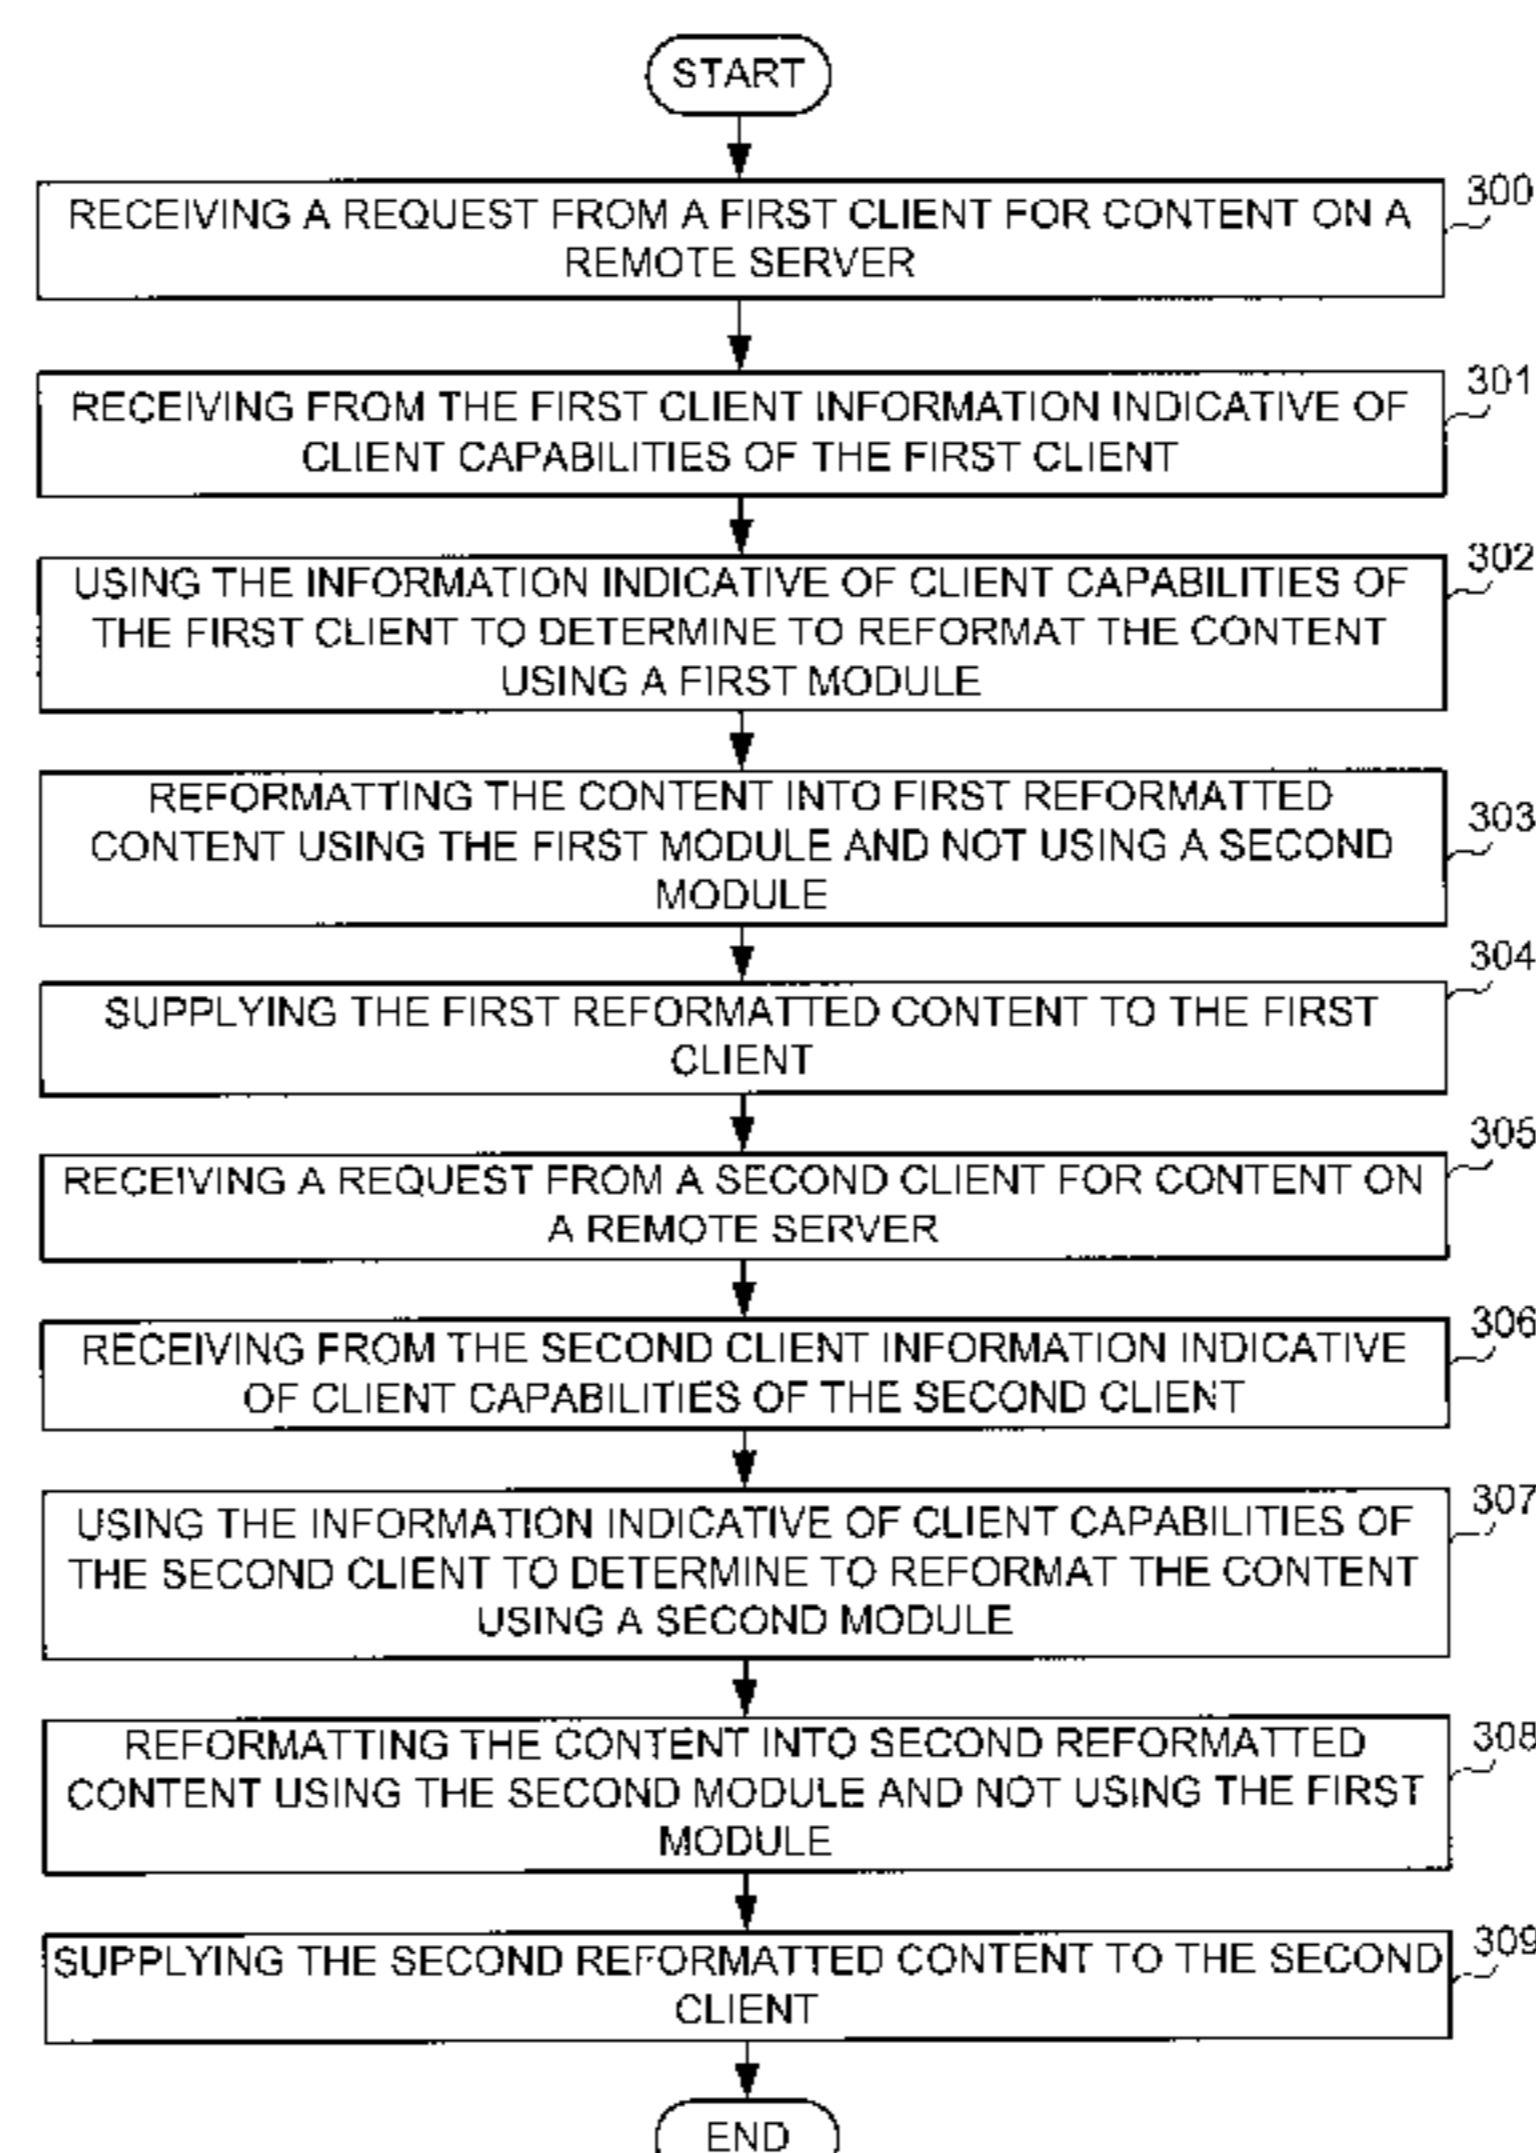 START
300
RECEIVING A REQUEST FROM A FIRST CLIENT FOR CONTENT ON A
REMOTE SERVER
301
RECEIVING FROM THE FIRST CLIENT INFORMATION INDICATIVE OF
CLIENT CAPABILITIES OF THE FIRST CLIENT
302
USING THE INFORMATION INDICATIVE OF CLIENT CAPABILITIES OF
THE FIRST CLIENT TO DETERMINE TO REFORMAT THE CONTENT
USING A FIRST MODULE
303
REFORMATTING THE CONTENT INTO FIRST REFORMATTED
CONTENT USING THE FIRST MODULE AND NOT USING A SECOND
MODULE
304
SUPPLYING THE FIRST REFORMATTED CONTENT TO THE FIRST
CLIENT
305
RECEIVING A REQUEST FROM A SECOND CLIENT FOR CONTENT ON
A REMOTE SERVER
306
RECEIVING FROM THE SECOND CLIENT INFORMATION INDICATIVE
OF CLIENT CAPABILITIES OF THE SECOND CLIENT
307
USING THE INFORMATION INDICATIVE OF CLIENT CAPABILITIES OF
THE SECOND CLIENT TO DETERMINE TO REFORMAT THE CONTENT
USING A SECOND MODULE
308
REFORMATTING THE CONTENT INTO SECOND REFORMATTED
CONTENT USING THE SECOND MODULE AND NOT USING THE FIRST
MODULE
309
SUPPLYING THE SECOND REFORMATTED CONTENT TO THE SECOND
CLIENT
END